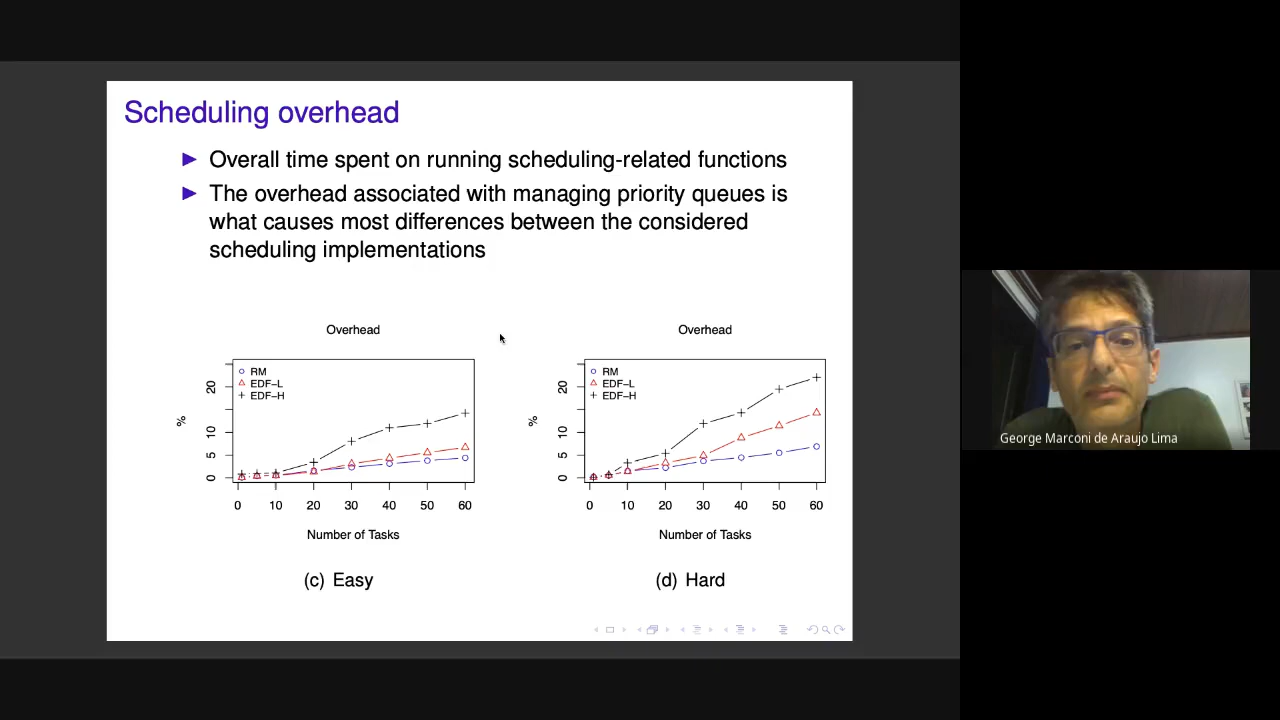 Scheduling overhead
▶ Overall time spent on running scheduling-related functions
▶ The overhead associated with managing priority queues is
what causes most differences between the considered
scheduling implementations
Overhead
RM
EDF−L
EDF−H
%
0 5 10 20
0 10 20 30 40 50 60
Number of Tasks
(c) Easy
Overhead
RM
EDF−L
EDF−H
%
0 5 10 20
0 10 20 30 40 50 60
Number of Tasks
(d) Hard
George Marconi de Araujo Lima